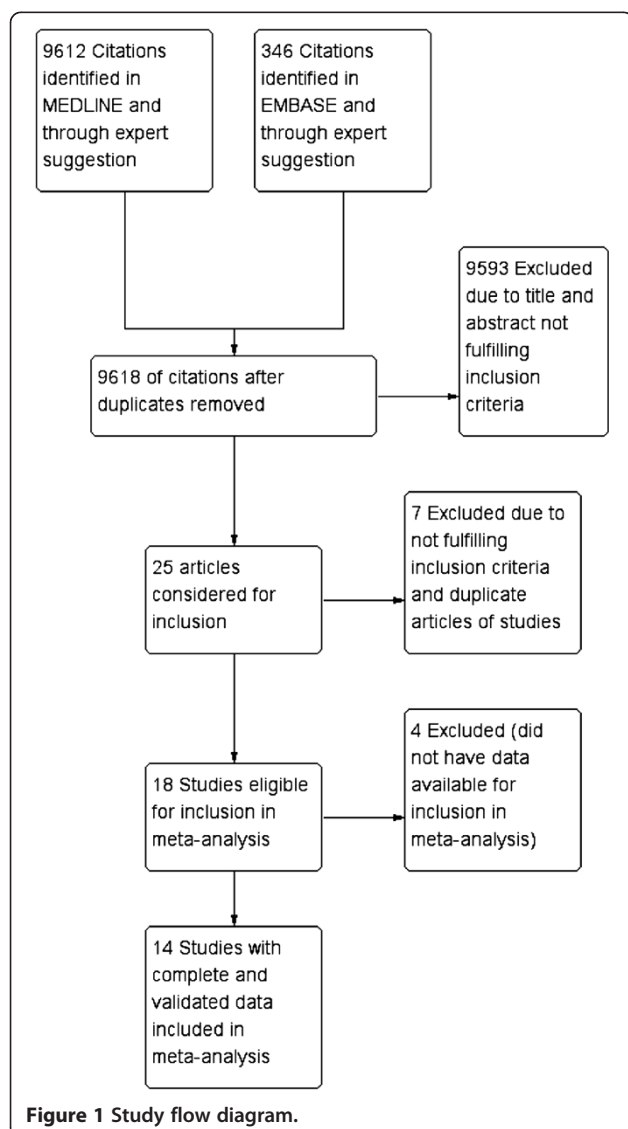 9612 Citations
identified in
MEDLINE and
through expert
suggestion
346 Citations
identified in
EMBASE and
through expert
suggestion
9593 Excluded
due to title and
abstract not
fulfilling
inclusion
criteria
9618 of citations after
duplicates removed
7 Excluded due to
not fulfilling
inclusion criteria
and duplicate
articles of studies
25 articles
considered for
inclusion
4 Excluded (did
not have data
available for
inclusion in
meta-analysis)
18 Studies eligible
for inclusion in
meta-analysis
14 Studies with
complete and
validated data
included in
meta-analysis
Figure 1 Study flow diagram.